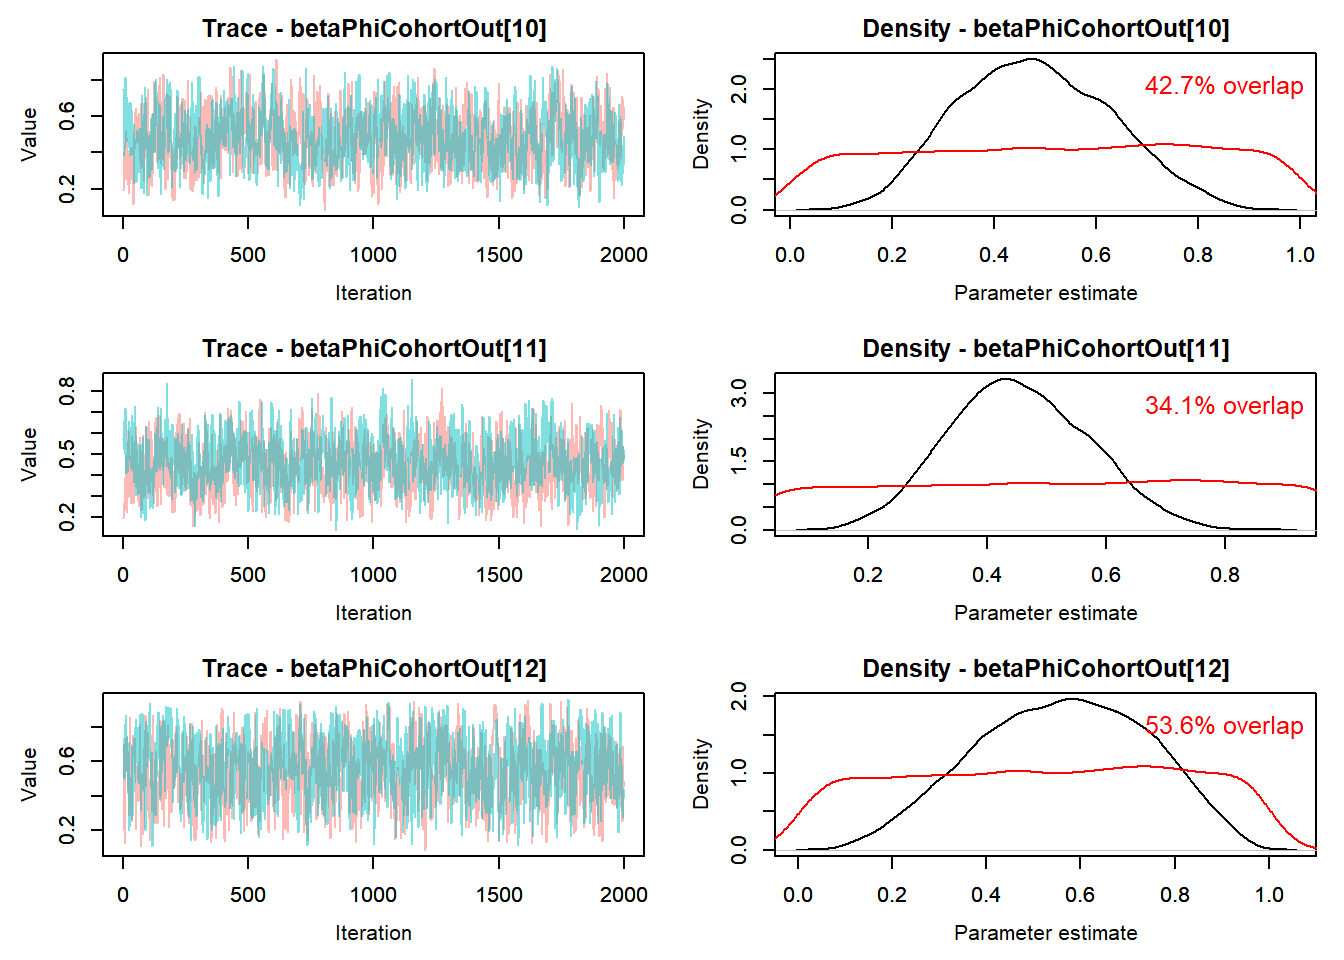 Trace - betaPhiCohortOut[10]
Value
0.2 0.6
0 500 1000 1500 2000
Iteration
Density - betaPhiCohortOut[10]
42.7% overlap
Density
0.0 1.0 2.0
0.0 0.2 0.4 0.6 0.8 1.0
Parameter estimate
Trace - betaPhiCohortOut[11]
Value
0.2 0.5 0.8
0 500 1000 1500 2000
Iteration
Density - betaPhiCohortOut[11]
34.1% overlap
Density
0.0 1.5 3.0
0.2 0.4 0.6 0.8
Parameter estimate
Trace - betaPhiCohortOut[12]
Value
0.2 0.6
0 500 1000 1500 2000
Iteration
Density - betaPhiCohortOut[12]
53.6% overlap
Density
0.0 1.0 2.0
0.0 0.2 0.4 0.6 0.8 1.0
Parameter estimate